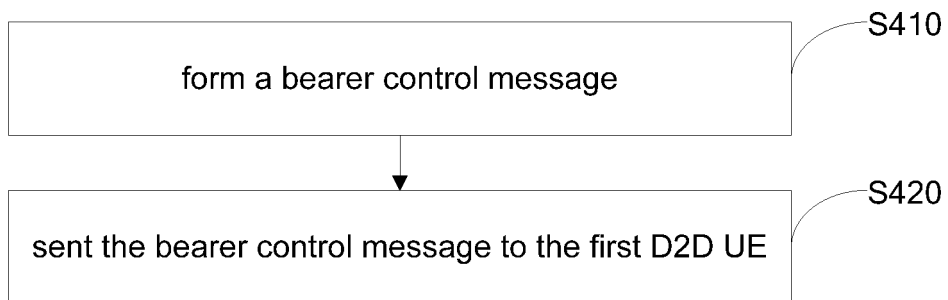 S410
form a bearer control message
S420
sent the bearer control message to the first D2D UE